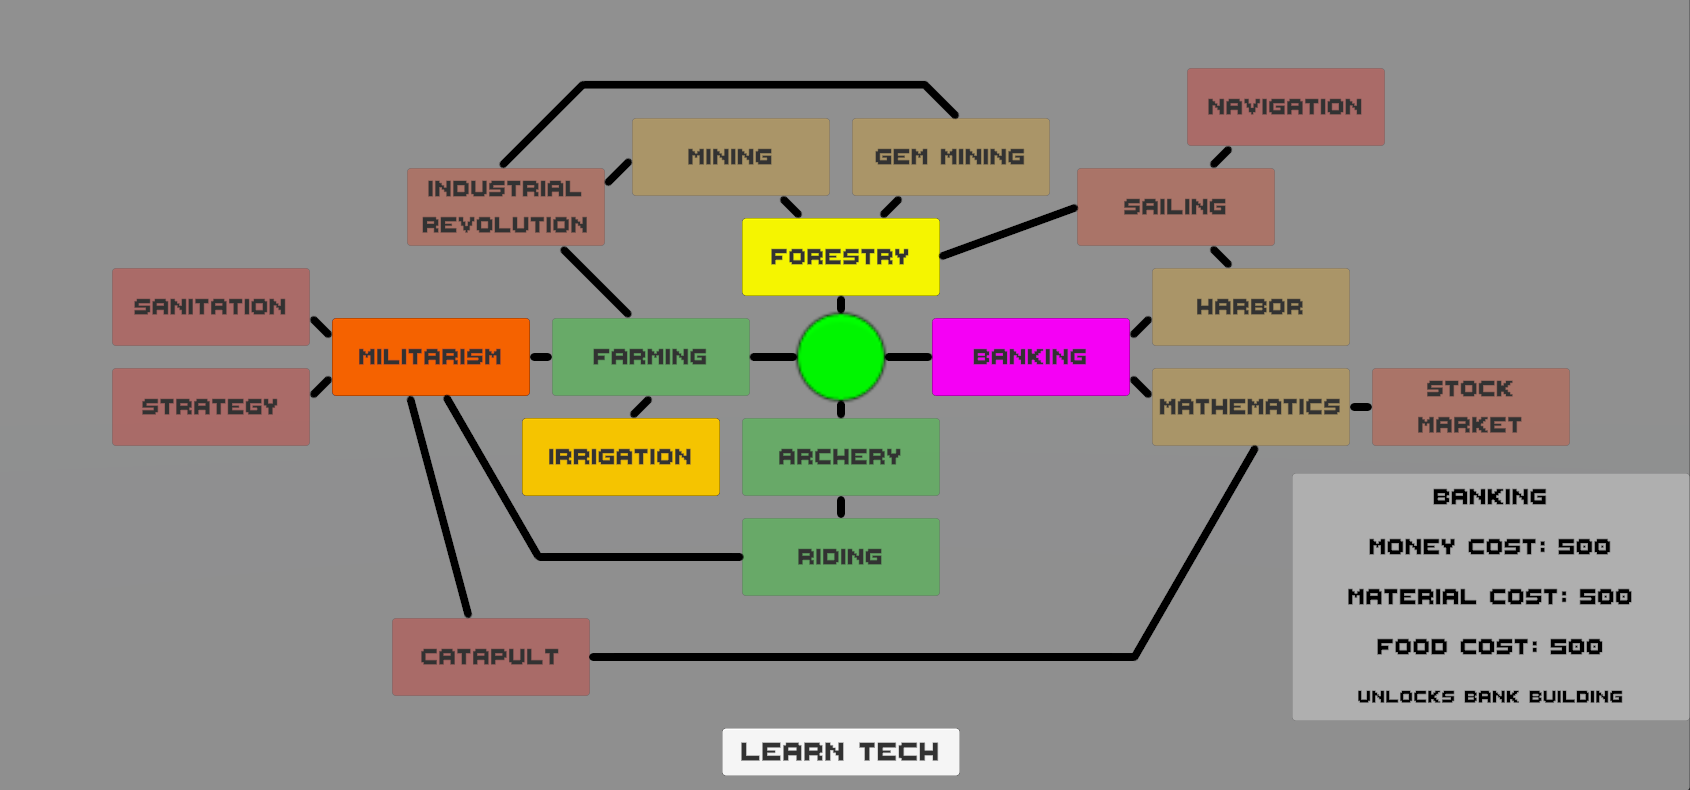 NAVIGATION
MINING
GEM MINING
INDUSTRIAL
REVOLUTION
SAILING
FORESTRY
SANITATION
HARBOR
MILITARISM
FARMING
BANKING
STRATEGY
MATHEMATICS
STOCK
MARKET
IRRIGATION
ARCHERY
RIDING
CATAPULT
BANKING
MONEY COST: 500
MATERIAL COST: 500
FOOD COST: 500
UNLOCKS BANK BUILDING
LEARN TECH